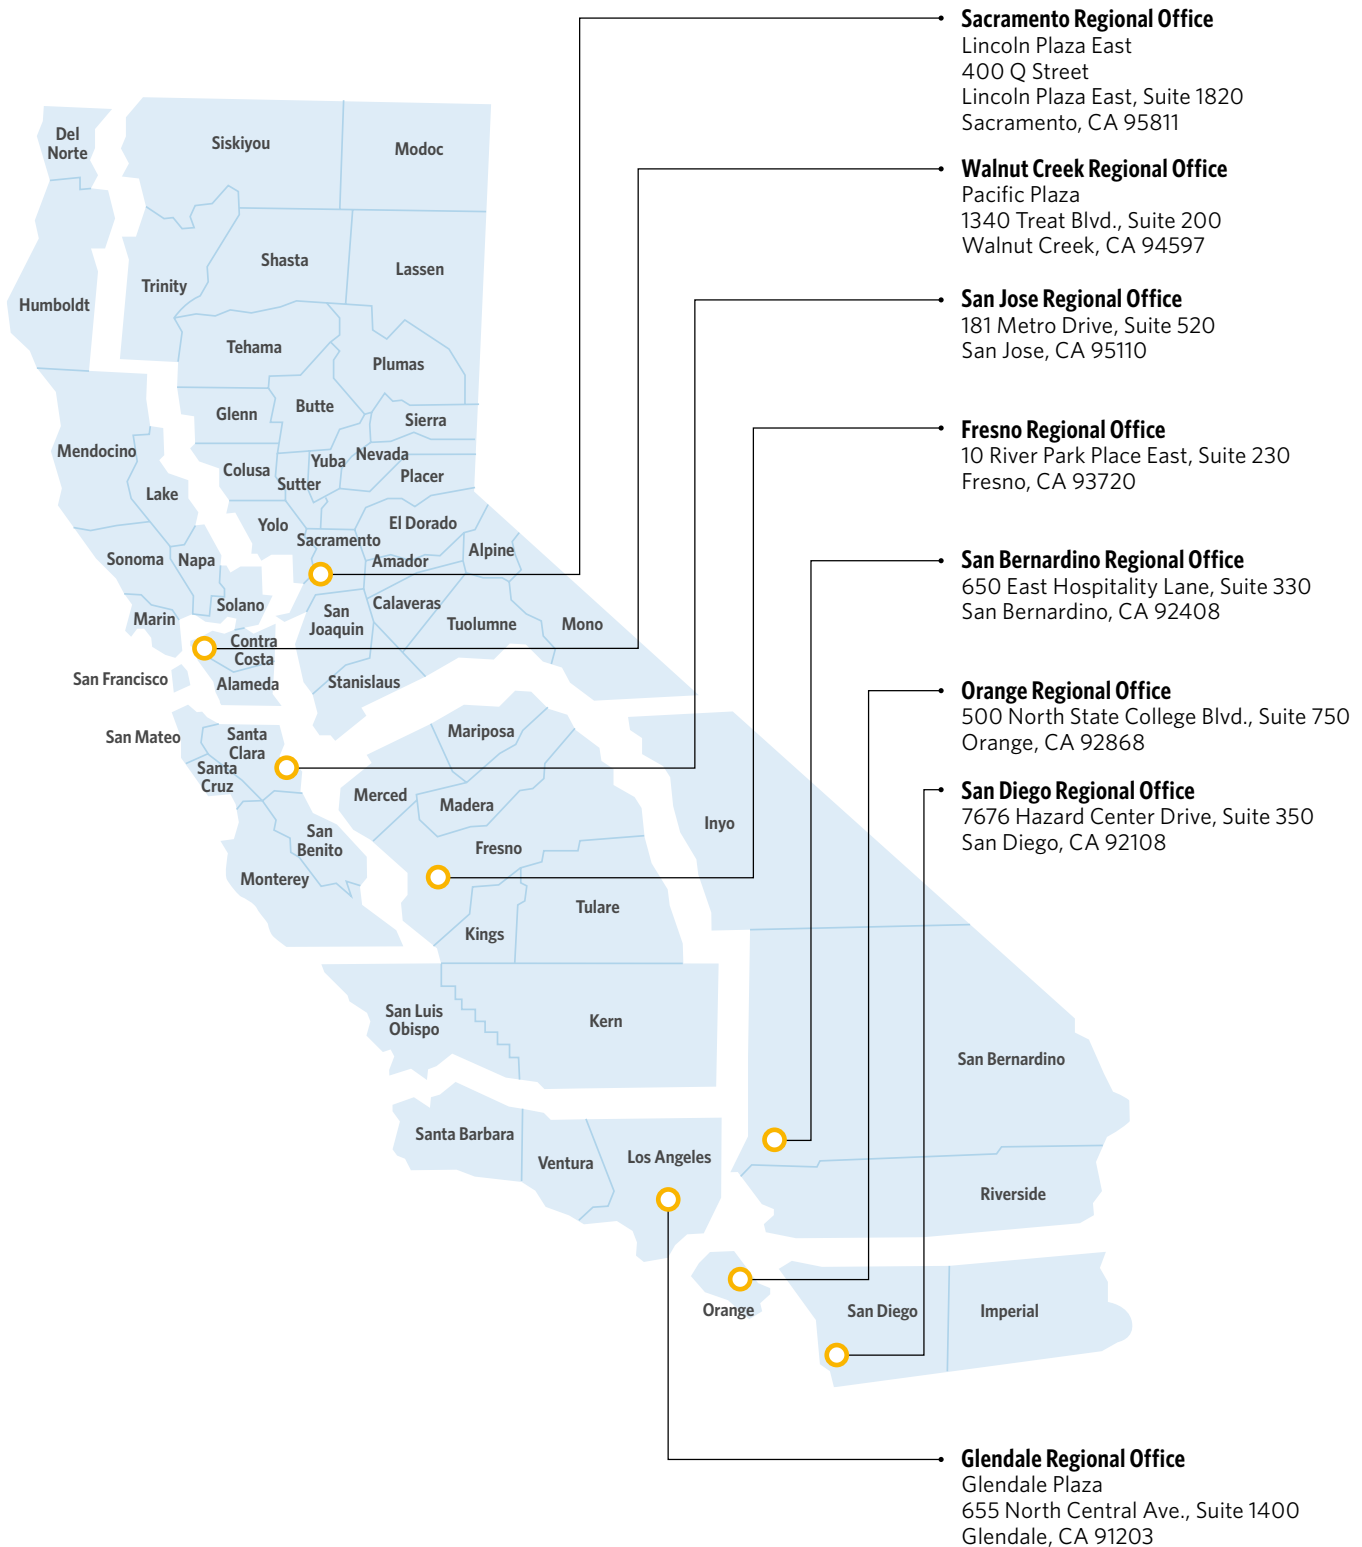 Sacramento Regional Office
Lincoln Plaza East
400 Q Street
Lincoln Plaza East, Suite 1820
Sacramento, CA 95811
Walnut Creek Regional Office
Pacific Plaza
1340 Treat Blvd., Suite 200
Walnut Creek, CA 94597
San Jose Regional Office
181 Metro Drive, Suite 520
San Jose, CA 95110
Fresno Regional Office
10 River Park Place East, Suite 230
Fresno, CA 93720
San Bernardino Regional Office
650 East Hospitality Lane, Suite 330
San Bernardino, CA 92408
Orange Regional Office
500 North State College Blvd., Suite 750
Orange, CA 92868
San Diego Regional Office
7676 Hazard Center Drive, Suite 350
San Diego, CA 92108
Glendale Regional Office
Glendale Plaza
655 North Central Ave., Suite 1400
Glendale, CA 91203
Del
Norte
Siskiyou
Modoc
Humboldt
Trinity
Shasta
Lassen
Tehama
Plumas
Glenn
Butte
Sierra
Mendocino
Colusa
Sutter
Yuba
Nevada
Placer
Lake
Yolo
El Dorado
Sacramento
Sonoma
Napa
Amador
Alpine
Solano
Marin
San
Joaquin
Calaveras
Tuolumne
Mono
Contra
Costa
San Francisco
Alameda
Stanislaus
San Mateo
Santa
Clara
Santa
Cruz
Mariposa
Merced
Madera
Inyo
San
Benito
Fresno
Monterey
Tulare
Kings
San Luis
Obispo
Kern
San Bernardino
Santa Barbara
Ventura
Los Angeles
Riverside
Orange
San Diego
Imperial